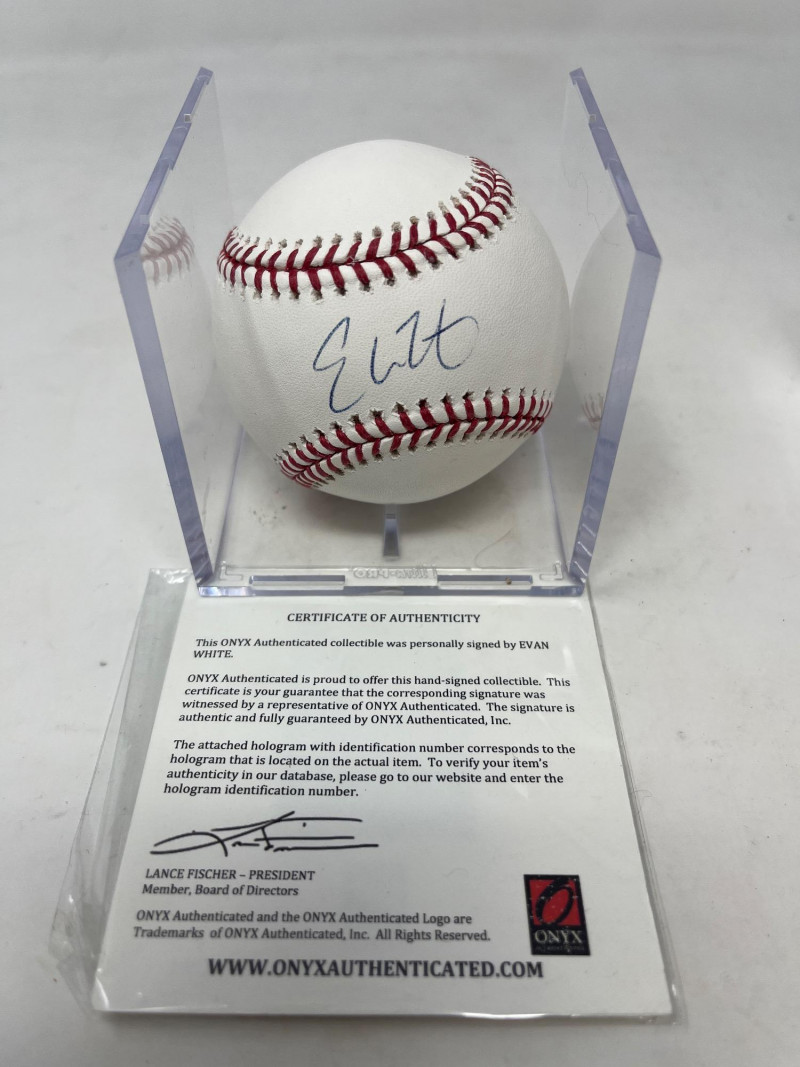 CERTIFICATE OF AUTHENTICITY
This ONYX Authenticated collectible was personally signed by EVAN
WHITE.
ONYX Authenticated is proud to offer this hand-signed collectible. This
certificate is your guarantee that the corresponding signature was
witnessed by a representative of ONYX Authenticated. The signature is
authentic and fully guaranteed by ONYX Authenticated, Inc.
The attached hologram with identification number corresponds to the
hologram that is located on the actual item. To verify your item's
authenticity in our database, please go to our website and enter the
hologram identification number.
LANCE FISCHER – PRESIDENT
Member, Board of Directors
ONYX Authenticated and the ONYX Authenticated Logo are
Trademarks of ONYX Authenticated, Inc. All Rights Reserved.
ONYX
WWW.ONYXAUTHENTICATED.COM